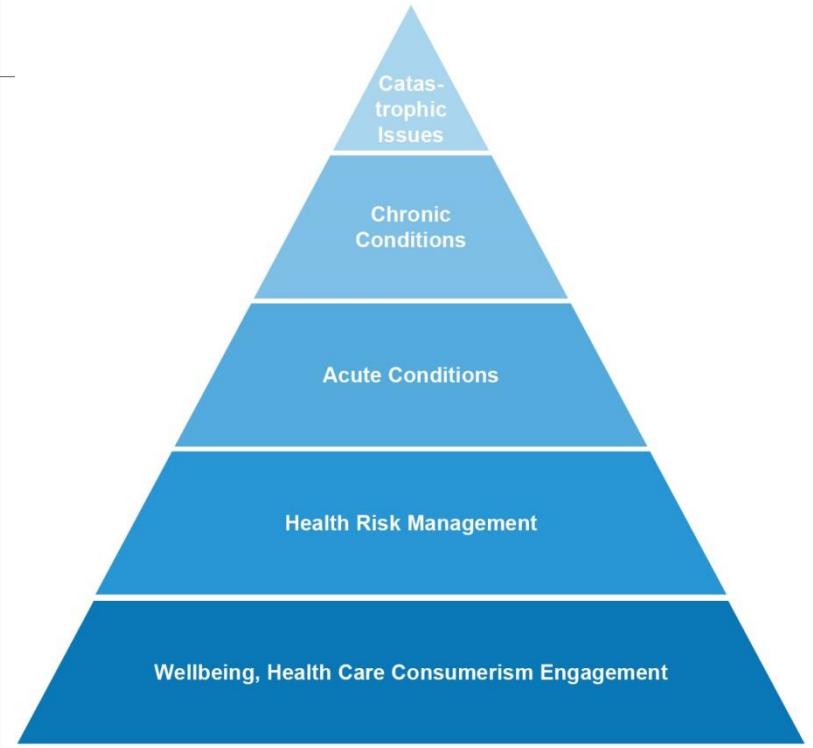 Catas-
trophic
Issues
Chronic
Conditions
Acute Conditions
Health Risk Management
Wellbeing, Health Care Consumerism Engagement